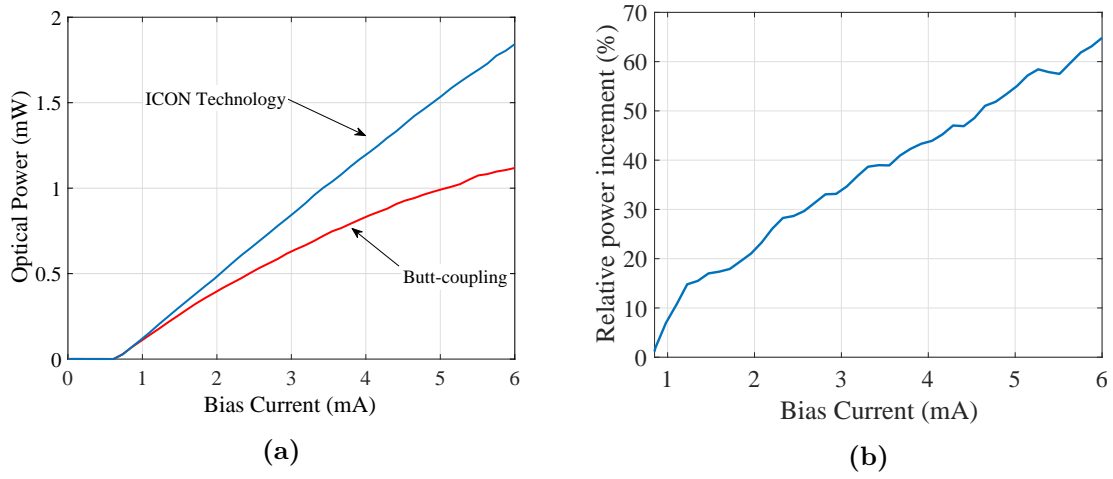 2
1.5
1
0.5
0
Optical Power (mW)
ICON Technology
Butt-coupling
0 1 2 3 4 5 6
Bias Current (mA)
(a)
70
60
50
40
30
20
10
0
Relative power increment (%)
1 2 3 4 5 6
Bias Current (mA)
(b)